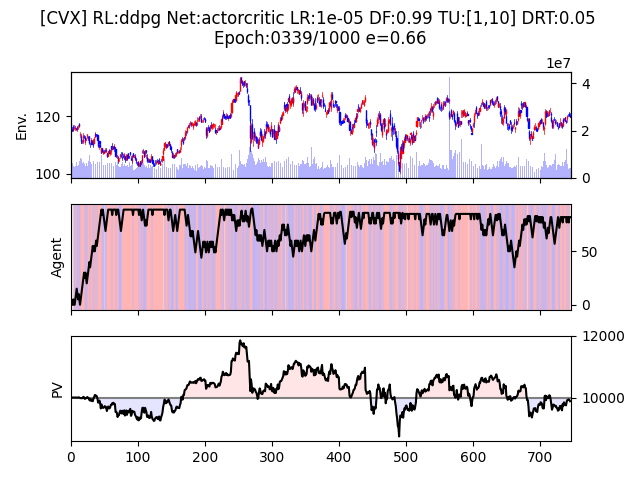 [CVX] RL:ddpg Net:actorcritic LR:1e-05 DF:0.99 TU:[1,10] DRT:0.05
Epoch:0339/1000 e=0.66
1e7
Env.
120
100
4
2
0
Agent
50
0
PV
12000
10000
0 100 200 300 400 500 600 700